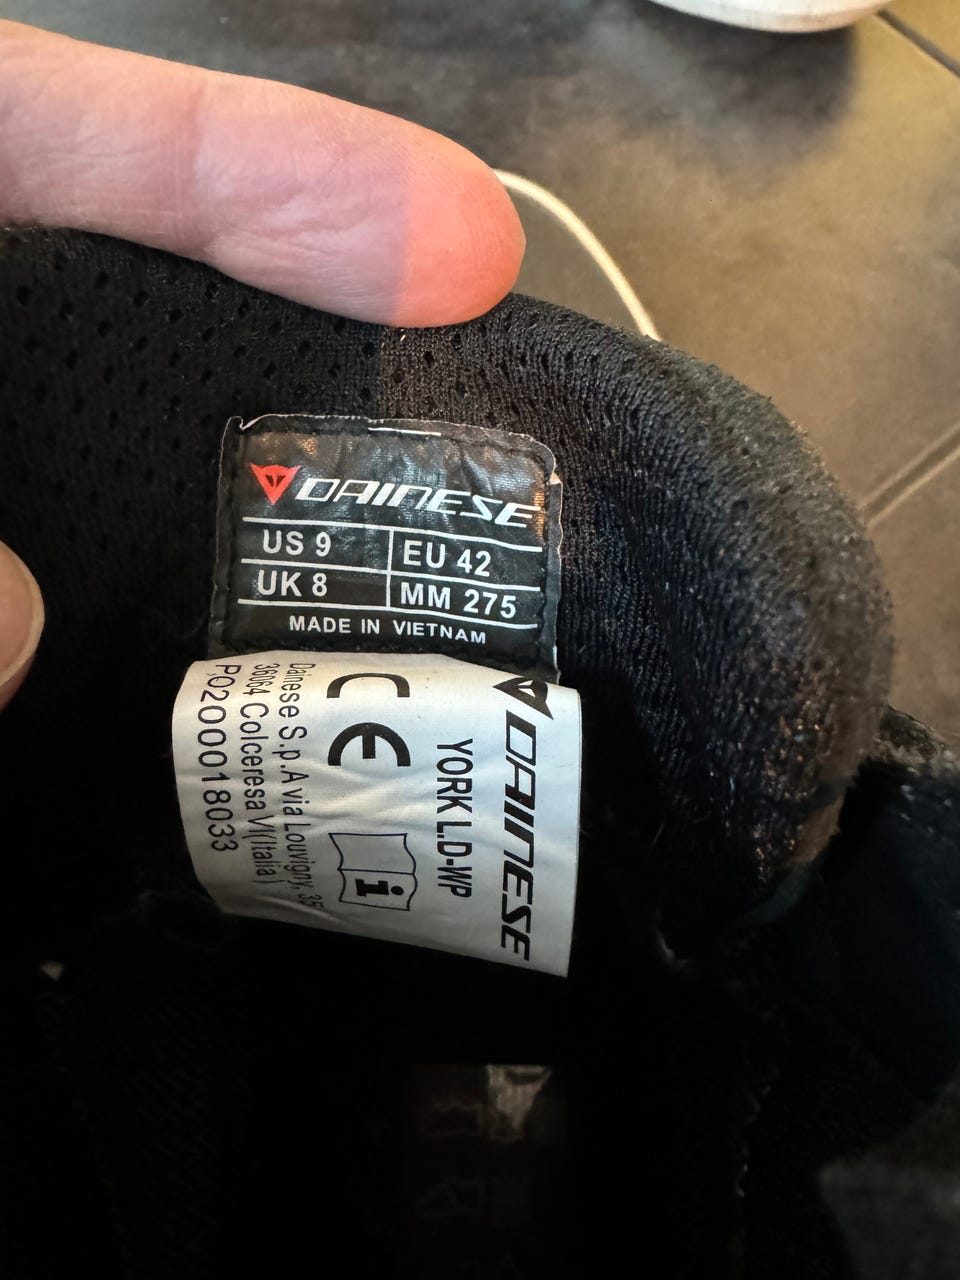 DAINESE
US 9
EU 42
UK 8
MM 275
MADE IN VIETNAM
DAINESE
YORK L.D-WP
CE
i
Dainese S.p.A via Louvigny, 35
36064 Colceresa VI(Italia )
PO200018033